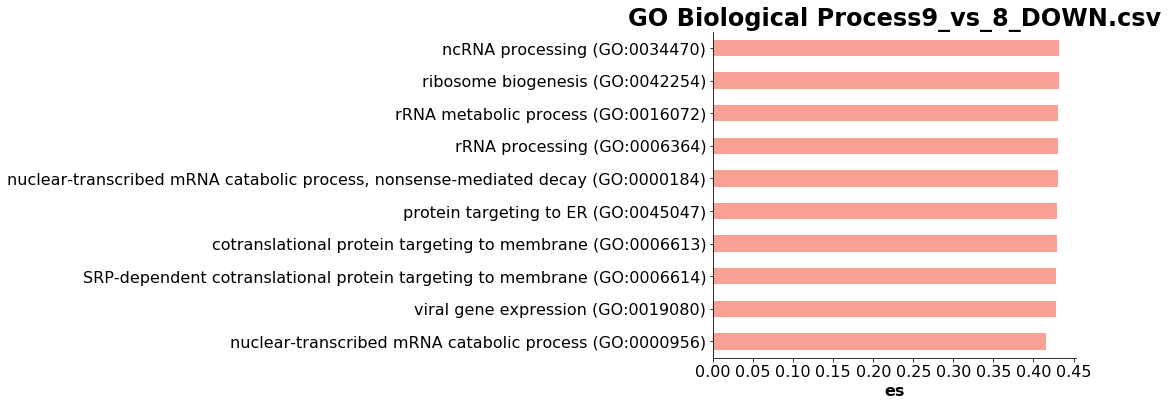 GO Biological Process9_vs_8_DOWN.csv
ncRNA processing (GO:0034470)
ribosome biogenesis (GO:0042254)
rRNA metabolic process (GO:0016072)
rRNA processing (GO:0006364)
nuclear-transcribed mRNA catabolic process, nonsense-mediated decay (GO:0000184)
protein targeting to ER (GO:0045047)
cotranslational protein targeting to membrane (GO:0006613)
SRP-dependent cotranslational protein targeting to membrane (GO:0006614)
viral gene expression (GO:0019080)
nuclear-transcribed mRNA catabolic process (GO:0000956)
0.00 0.05 0.10 0.15 0.20 0.25 0.30 0.35 0.40 0.45
es